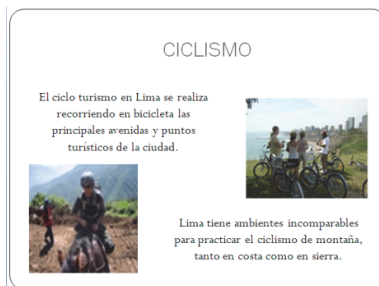 CICLISMO
El ciclo turismo en Lima se realiza
recorriendo en bicicleta las
principales avenidas y puntos
turísticos de la ciudad.
Lima tiene ambientes incomparables
para practicar el ciclismo de montaña,
tanto en costa como en sierra.